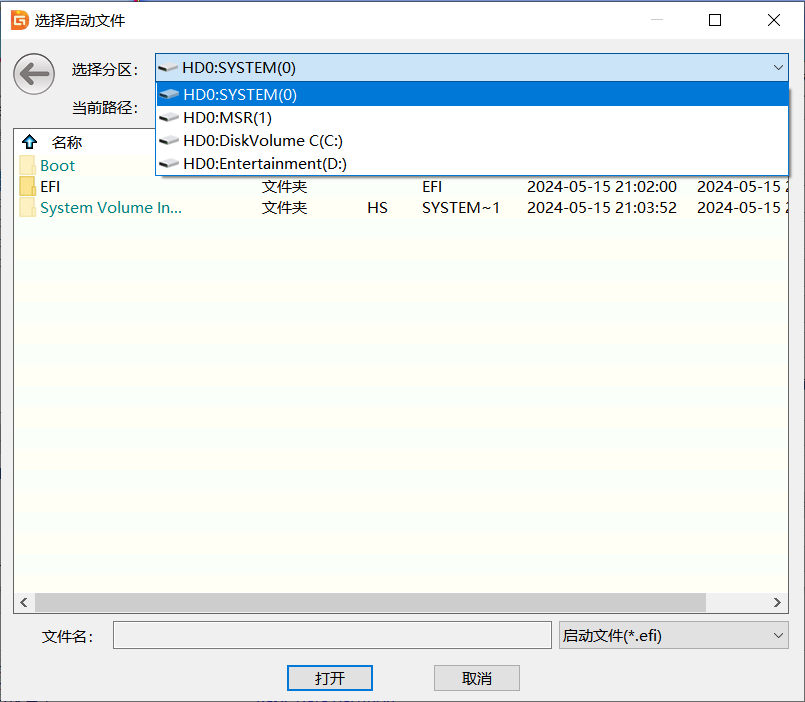 选择启动文件
选择分区： HD0:SYSTEM(0)
HD0:SYSTEM(0)
当前路径： HD0:MSR(1)
HD0:DiskVolume C(C:)
HD0:Entertainment(D:)
名称
Boot
EFI 文件夹 EFI 2024-05-15 21:02:00 2024-05-15
System Volume In... 文件夹 HS SYSTEM~1 2024-05-15 21:03:52 2024-05-15
文件名： 启动文件(*.efi)
打开 取消